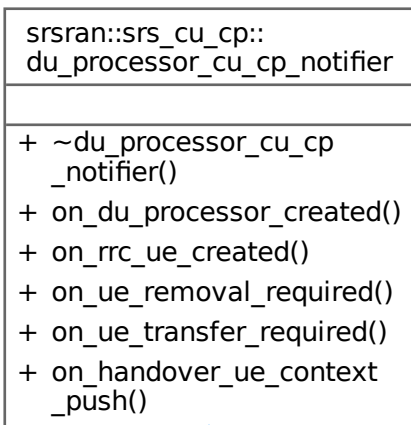 srsran::srs_cu_cp::
du_processor_cu_cp_notifier
+ ~du_processor_cu_cp
_notifier()
+ on_du_processor_created()
+ on_rrc_ue_created()
+ on_ue_removal_required()
+ on_ue_transfer_required()
+ on_handover_ue_context
_push()